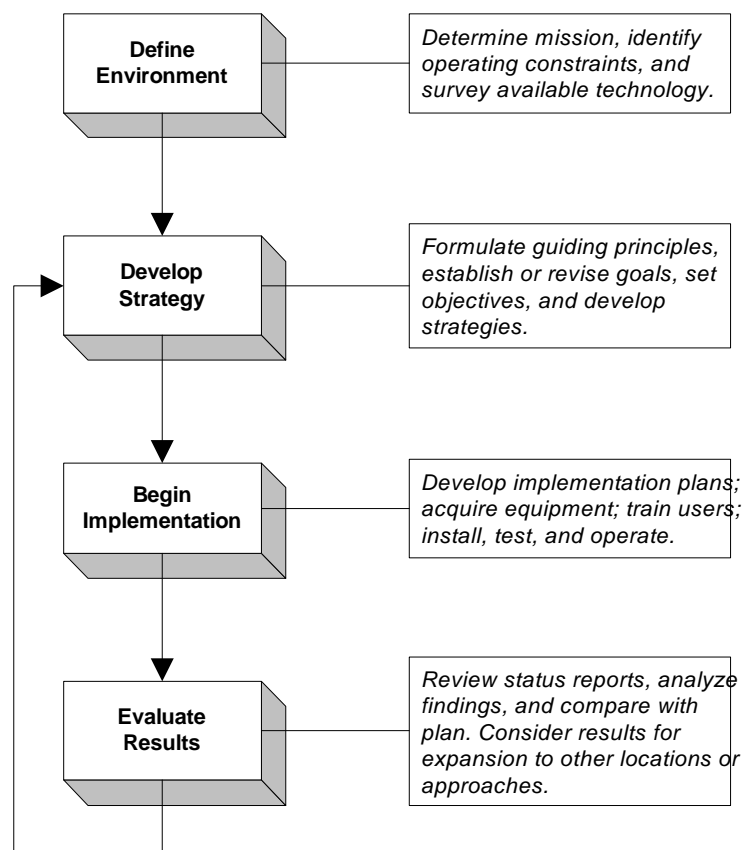 Define
Environment
Determine mission, identify
operating constraints, and
survey available technology.
Develop
Strategy
Formulate guiding principles,
establish or revise goals, set
objectives, and develop
strategies.
Begin
Implementation
Develop implementation plans;
acquire equipment; train users;
install, test, and operate.
Evaluate
Results
Review status reports, analyze
findings, and compare with
plan. Consider results for
expansion to other locations or
approaches.